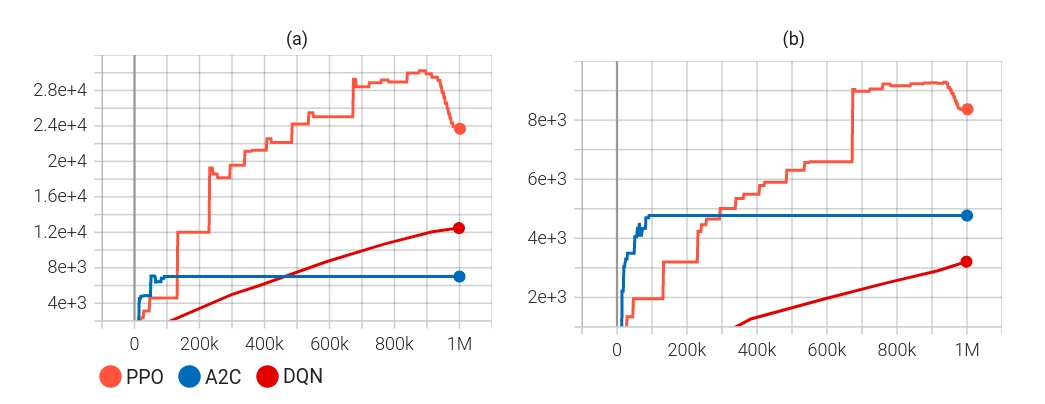 (a)
2.8e+4
2.4e+4
2e+4
1.6e+4
1.2e+4
8e+3
4e+3
0 200k 400k 600k 800k 1M
PPO A2C DQN
(b)
8e+3
6e+3
4e+3
2e+3
0 200k 400k 600k 800k 1M